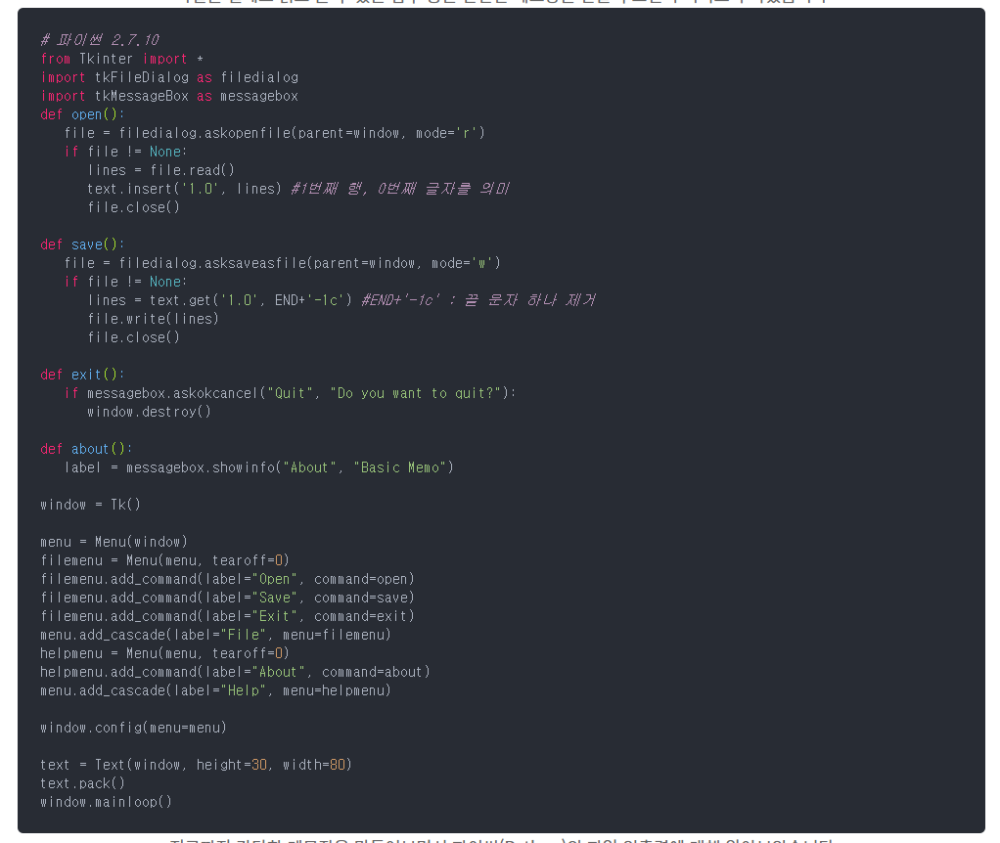 # 파이썬 2.7.10
from Tkinter import *
import tkFileDialog as filedialog
import tkMessageBox as messagebox
def open():
   file = filedialog.askopenfile(parent=window, mode='r')
   if file != None:
      lines = file.read()
      text.insert('1.0', lines) #1번째 행, 0번째 글자를 의미
      file.close()

def save():
   file = filedialog.asksaveasfile(parent=window, mode='w')
   if file != None:
      lines = text.get('1.0', END+'-1c') #END+'-1c' : 끝 문자 하나 제거
      file.write(lines)
      file.close()

def exit():
   if messagebox.askokcancel("Quit", "Do you want to quit?"):
      window.destroy()

def about():
   label = messagebox.showinfo("About", "Basic Memo")

window = Tk()

menu = Menu(window)
filemenu = Menu(menu, tearoff=0)
filemenu.add_command(label="Open", command=open)
filemenu.add_command(label="Save", command=save)
filemenu.add_command(label="Exit", command=exit)
menu.add_cascade(label="File", menu=filemenu)
helpmenu = Menu(menu, tearoff=0)
helpmenu.add_command(label="About", command=about)
menu.add_cascade(label="Help", menu=helpmenu)

window.config(menu=menu)

text = Text(window, height=30, width=80)
text.pack()
window.mainloop()